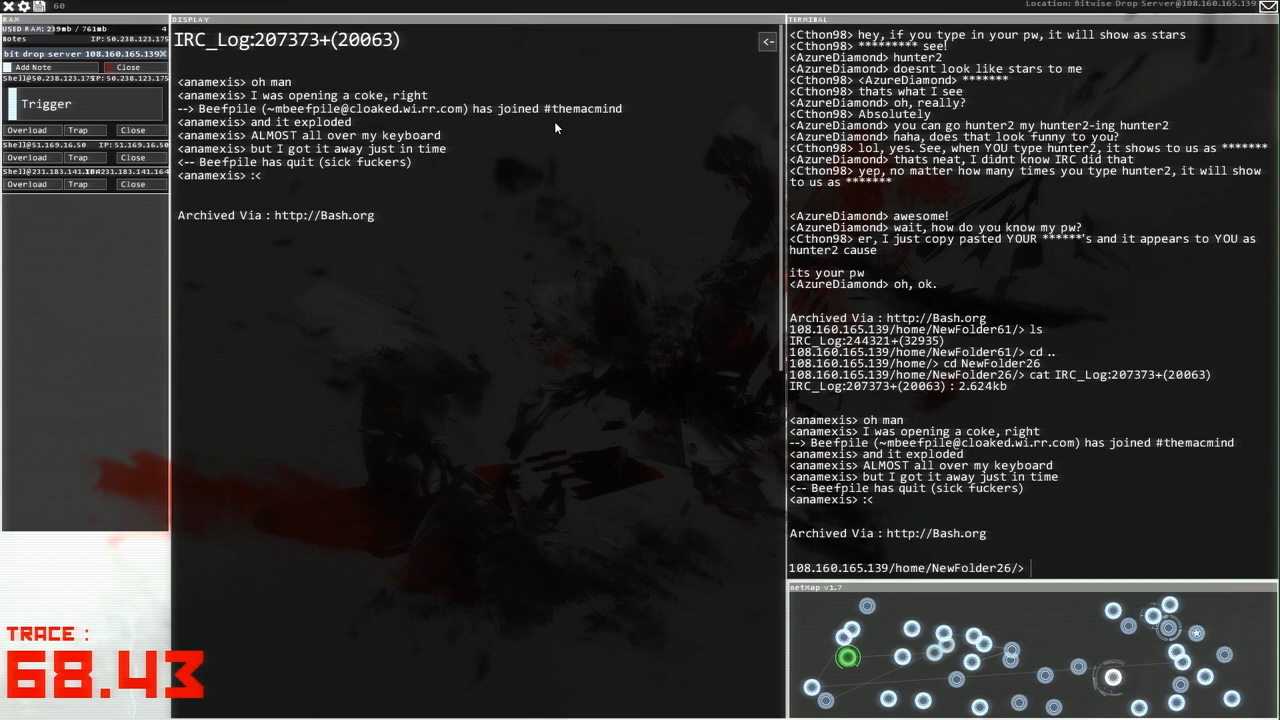 60
Location: Bitwise Drop Server@108.160.165.139
RAM
USED RAM: 239mb / 761mb 4
Notes IP: 50.238.123.175
bit drop server 108.160.165.139
Add Note Close
Shell@50.238.123.175
Trigger
Overload Trap Close
Shell@51.169.16.50 IP: 51.169.16.50
Overload Trap Close
Overload Trap Close
TRACE :
68.43
DISPLAY
IRC_Log:207373+(20063)
<-
<anamexis> oh man
<anamexis> I was opening a coke, right
--> Beefpile (~mbeefpile@cloaked.wi.rr.com) has joined #themacmind
<anamexis> and it exploded
<anamexis> ALMOST all over my keyboard
<anamexis> but I got it away just in time
<-- Beefpile has quit (sick fuckers)
<anamexis> :<
Archived Via : http://Bash.org
TERMINAL
<Cthon98> hey, if you type in your pw, it will show as stars
<Cthon98> ********* see!
<AzureDiamond> hunter2
<AzureDiamond> doesnt look like stars to me
<Cthon98> <AzureDiamond> *******
<Cthon98> thats what I see
<AzureDiamond> oh, really?
<Cthon98> Absolutely
<AzureDiamond> you can go hunter2 my hunter2-ing hunter2
<AzureDiamond> haha, does that look funny to you?
<Cthon98> lol, yes. See, when YOU type hunter2, it shows to us as *******
<AzureDiamond> thats neat, I didnt know IRC did that
<Cthon98> yep, no matter how many times you type hunter2, it will show
to us as *******
<AzureDiamond> awesome!
<AzureDiamond> wait, how do you know my pw?
<Cthon98> er, I just copy pasted YOUR ******'s and it appears to YOU as
hunter2 cause
its your pw
<AzureDiamond> oh, ok.
Archived Via : http://Bash.org
108.160.165.139/home/NewFolder61/> ls
IRC_Log:244321+(32935)
108.160.165.139/home/NewFolder61/> cd ..
108.160.165.139/home/> cd NewFolder26
108.160.165.139/home/NewFolder26/> cat IRC_Log:207373+(20063)
IRC_Log:207373+(20063) : 2.624kb
<anamexis> oh man
<anamexis> I was opening a coke, right
--> Beefpile (~mbeefpile@cloaked.wi.rr.com) has joined #themacmind
<anamexis> and it exploded
<anamexis> ALMOST all over my keyboard
<anamexis> but I got it away just in time
<-- Beefpile has quit (sick fuckers)
<anamexis> :<
Archived Via : http://Bash.org
108.160.165.139/home/NewFolder26/>
netMap v1.7